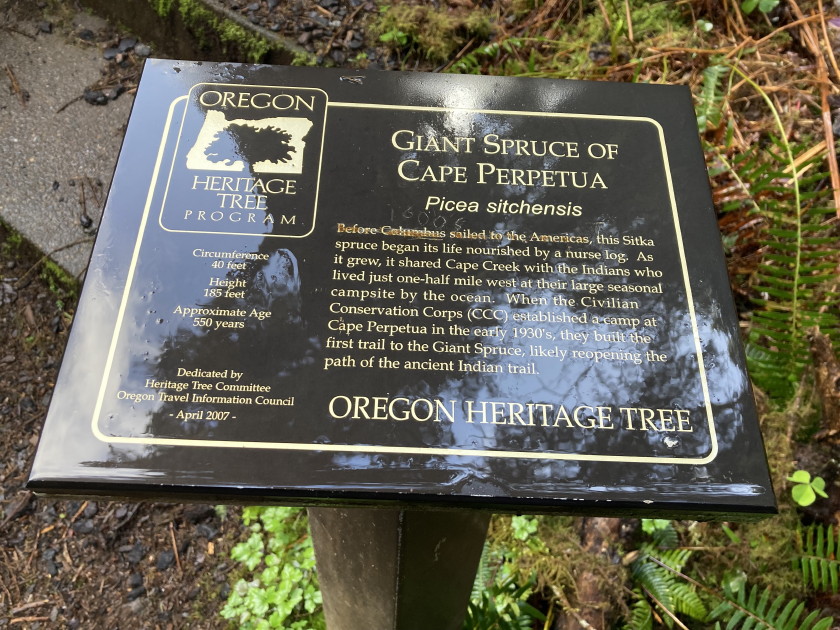 OREGON
HERITAGE
TREE
PROGRAM
Circumference
40 feet
Height
185 feet
Approximate Age
550 years
Dedicated by
Heritage Tree Committee
Oregon Travel Information Council
- April 2007 -
GIANT SPRUCE OF
CAPE PERPETUA
Picea sitchensis
Before Columbus sailed to the Americas, this Sitka
spruce began its life nourished by a nurse log. As
it grew, it shared Cape Creek with the Indians who
lived just one-half mile west at their large seasonal
campsite by the ocean. When the Civilian
Conservation Corps (CCC) established a camp at
Cape Perpetua in the early 1930's, they built the
first trail to the Giant Spruce, likely reopening the
path of the ancient Indian trail.
OREGON HERITAGE TREE